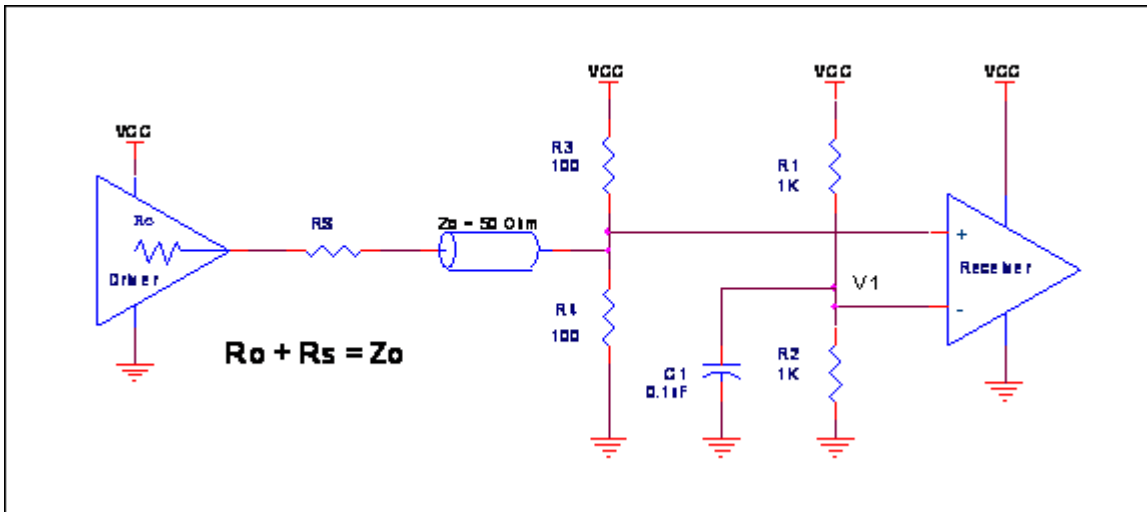 VCC
VCC
VCC
VCC
R3
100
R1
1K
Ro
RS
Zo = 50 Ohm
+
Driver
Receiver
V1
-
R4
100
Ro + Rs = Zo
R2
1K
C1
0.1uF